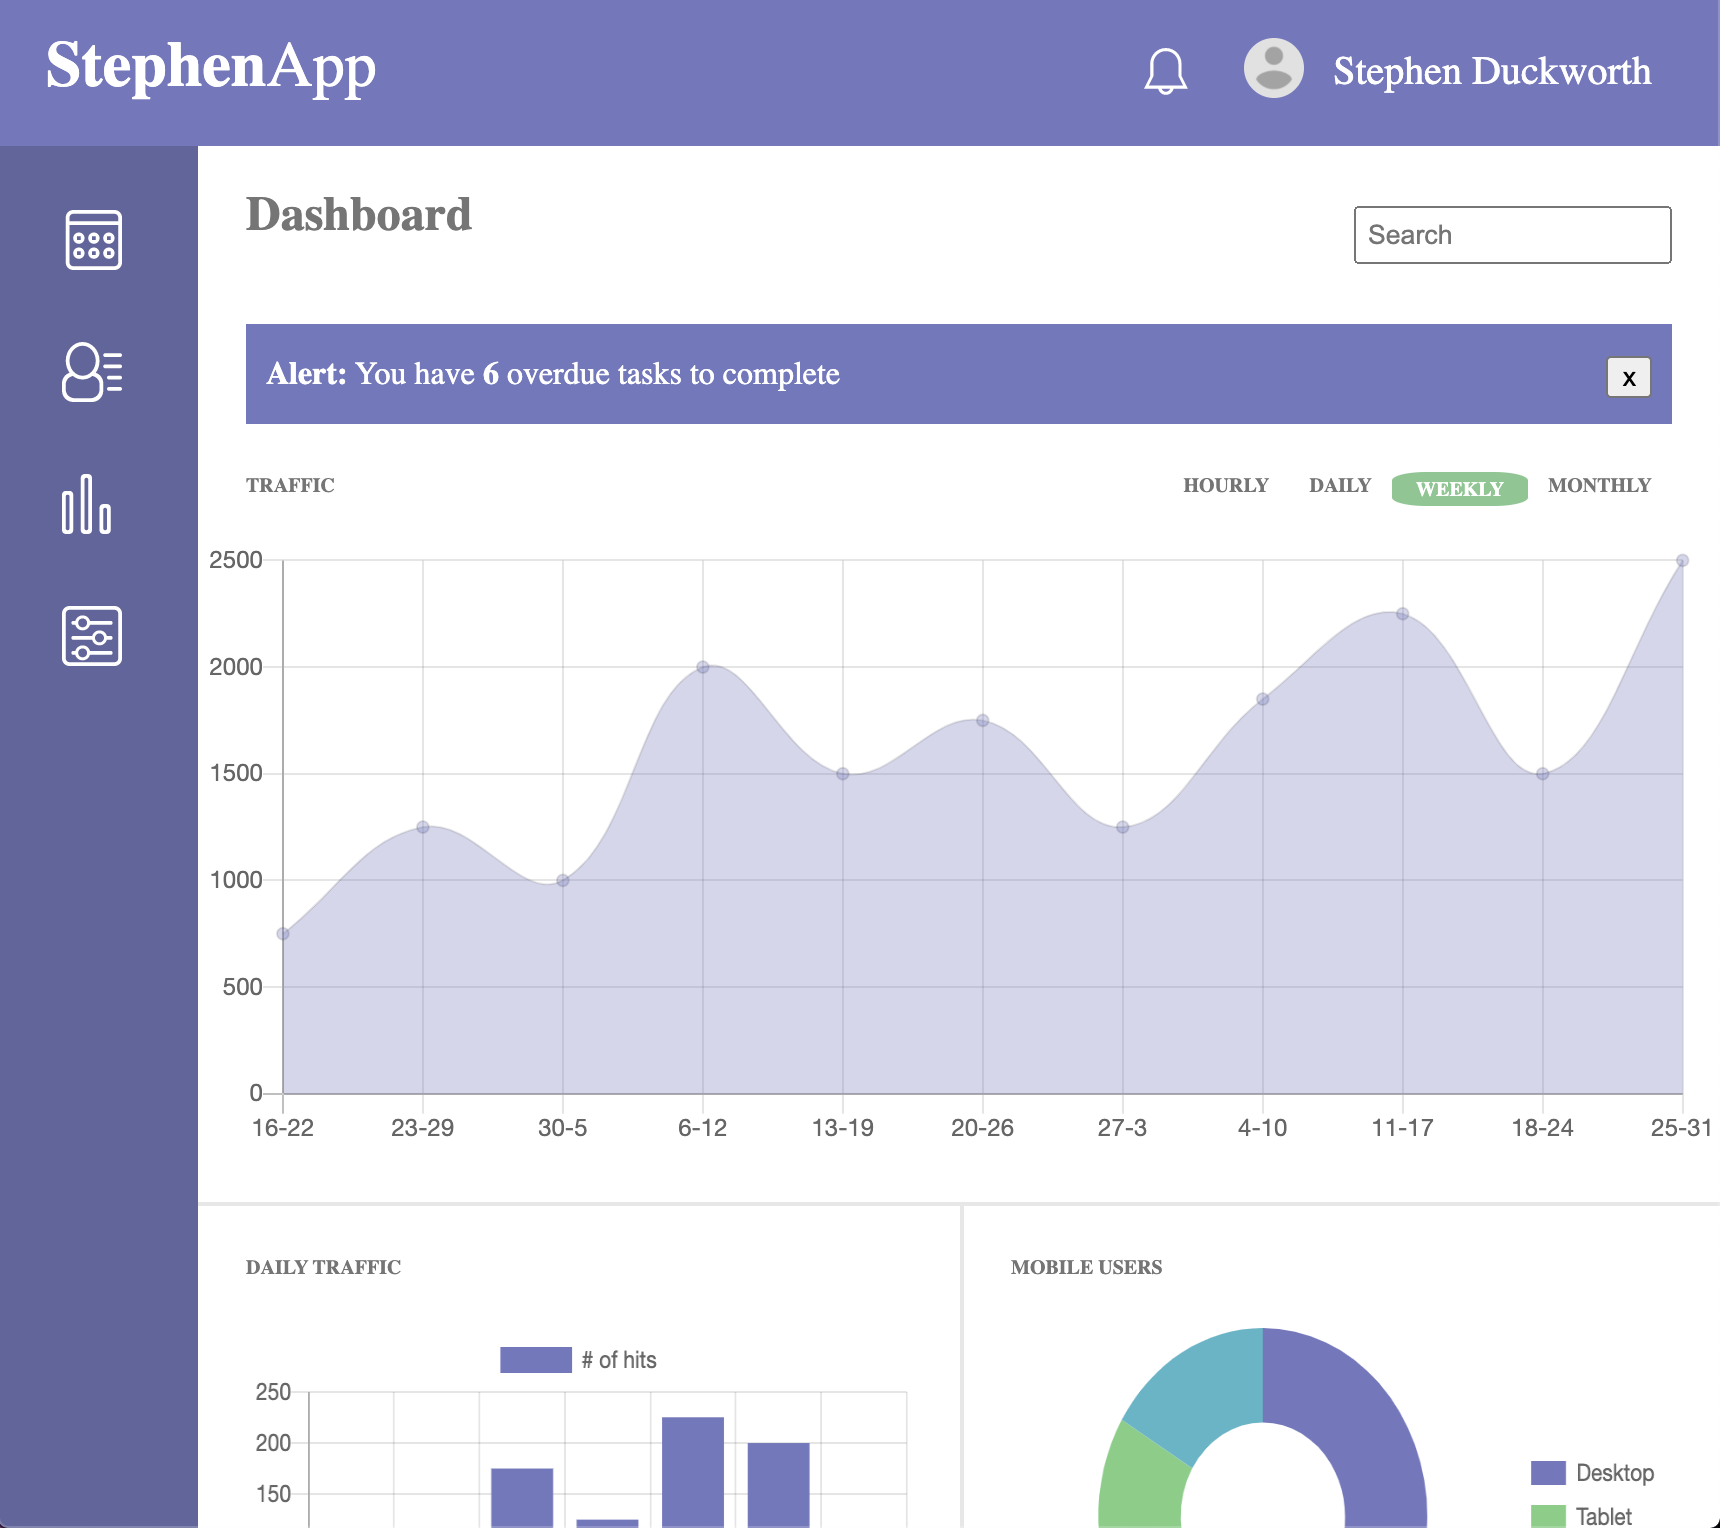 StephenApp
Stephen Duckworth
Dashboard
Search
Alert: You have 6 overdue tasks to complete
x
TRAFFIC
HOURLY DAILY WEEKLY MONTHLY
2500
2000
1500
1000
500
0
16-22 23-29 30-5 6-12 13-19 20-26 27-3 4-10 11-17 18-24 25-31
DAILY TRAFFIC
# of hits
250
200
150
MOBILE USERS
Desktop
Tablet